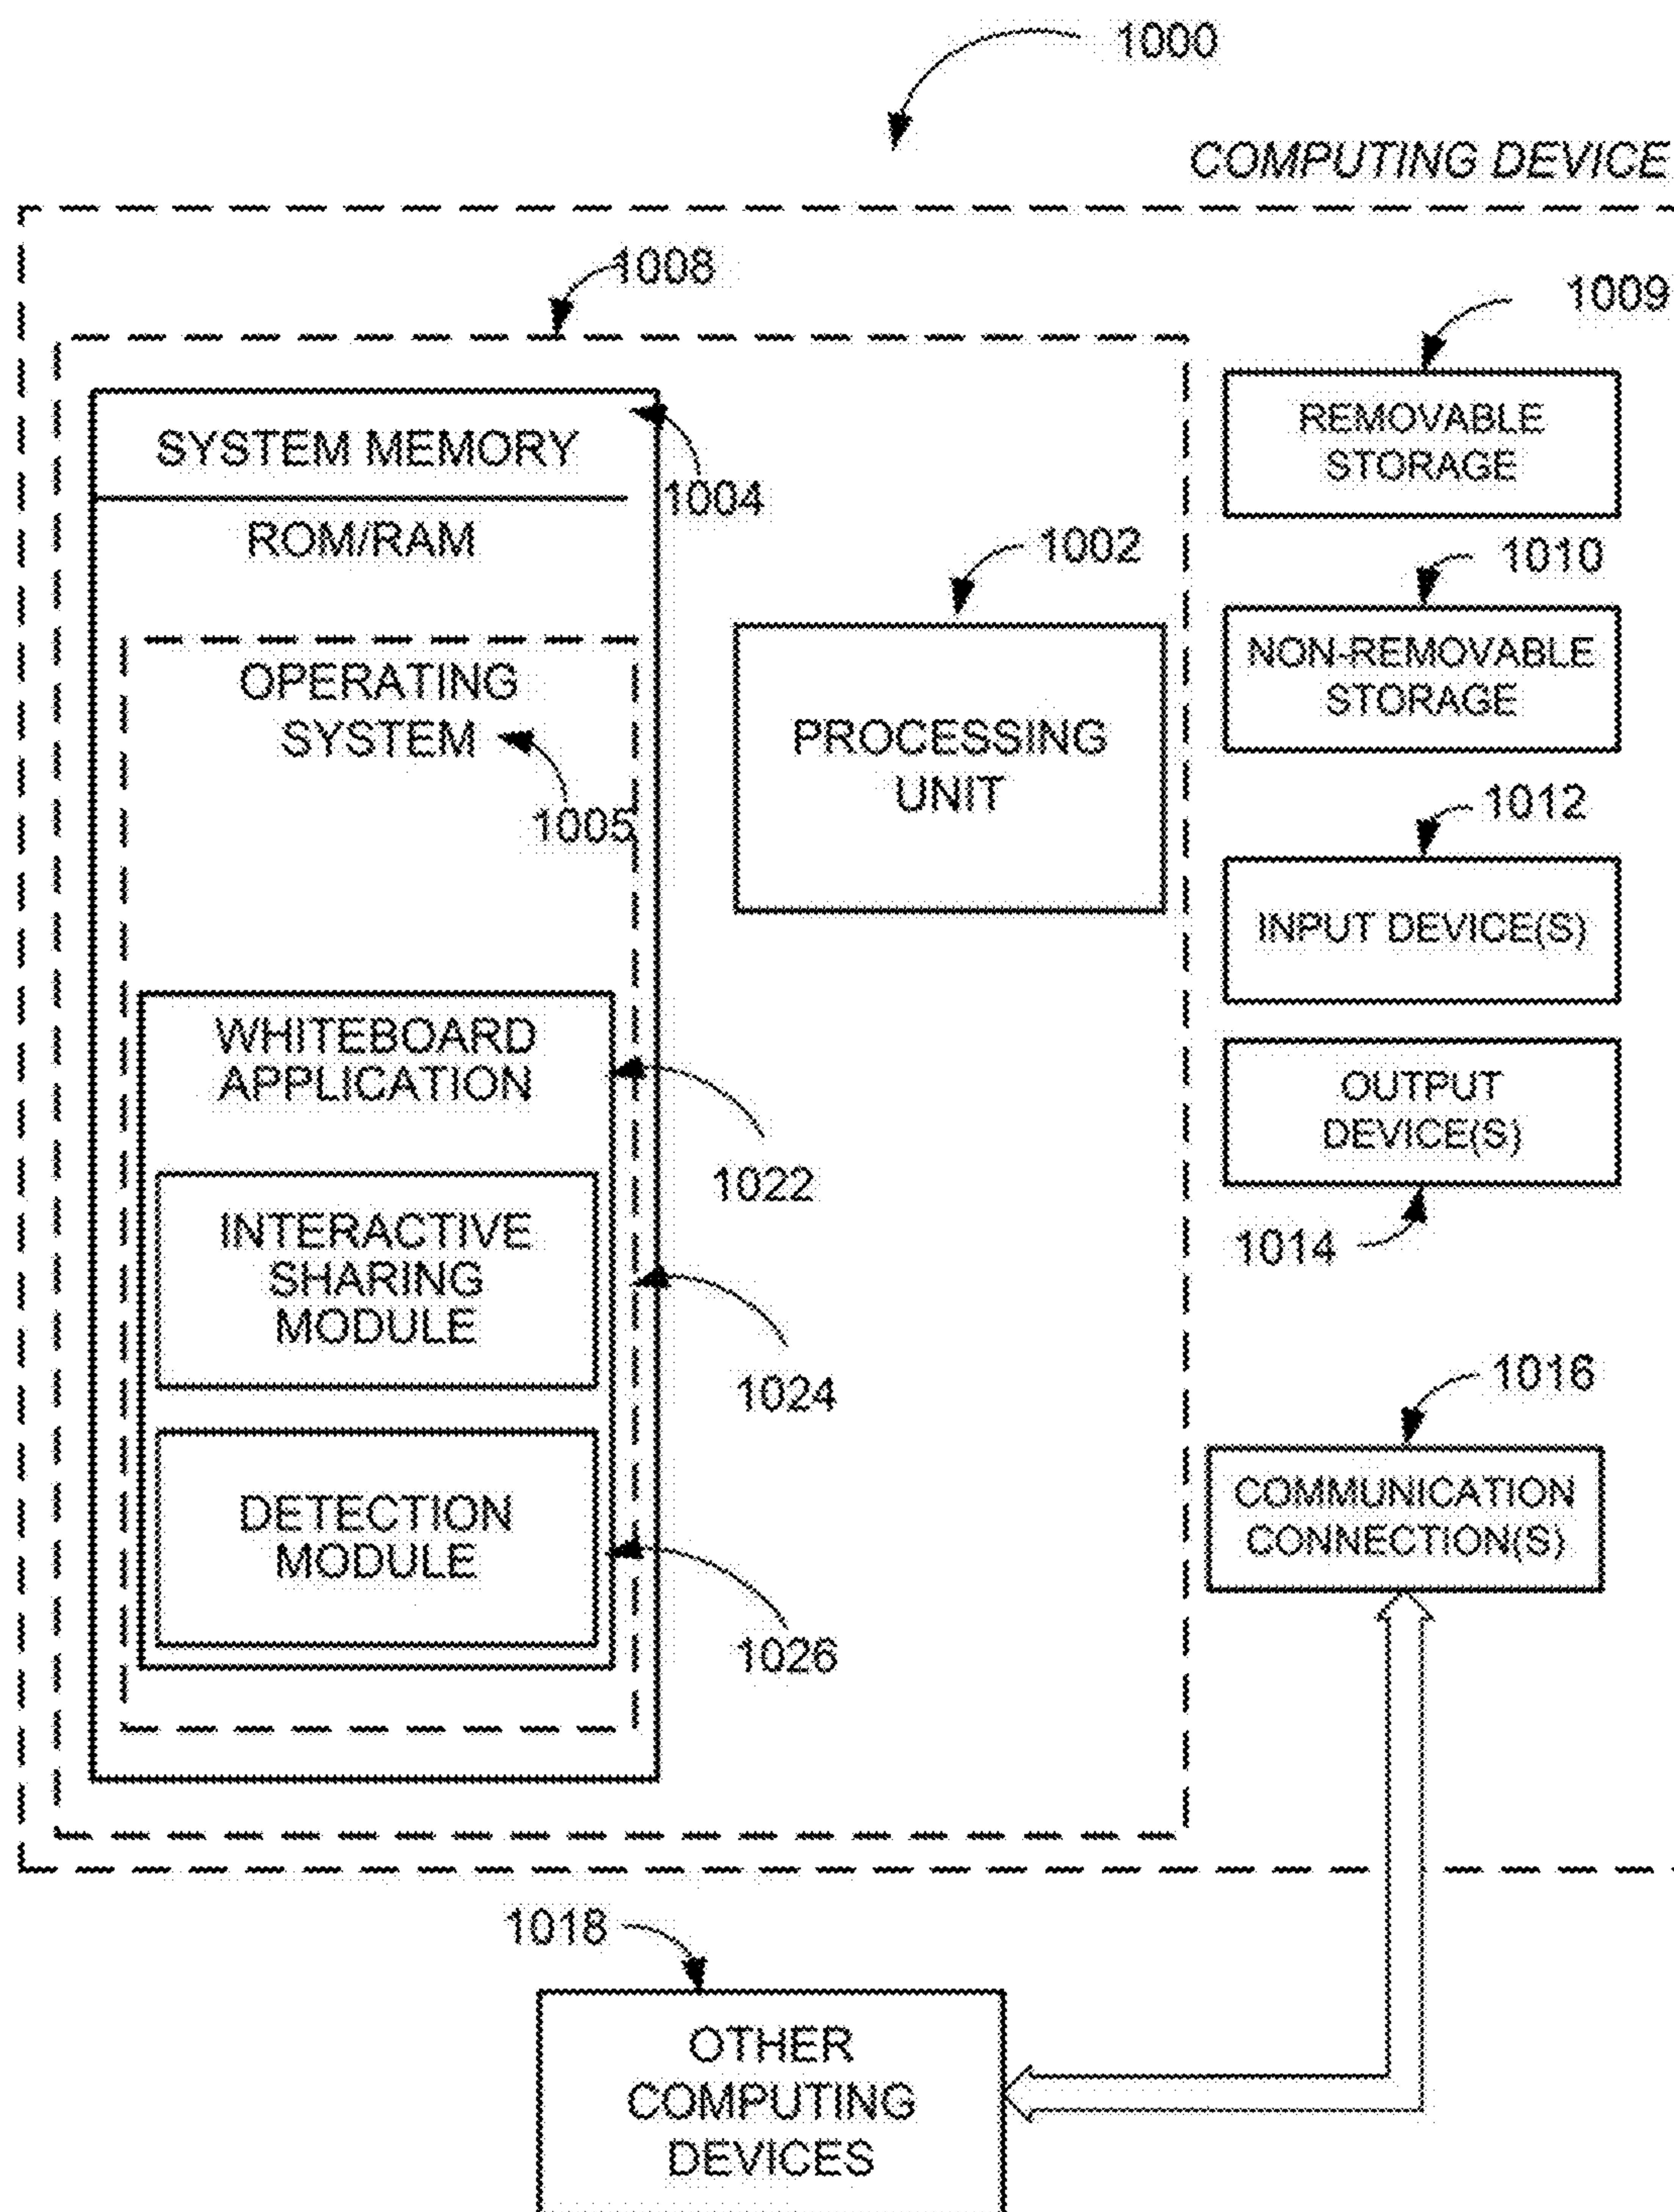 1000
COMPUTING DEVICE
1008
1009
SYSTEM MEMORY
1004
ROM/RAM
REMOVABLE
STORAGE
1002
1010
OPERATING
SYSTEM
1005
PROCESSING
UNIT
NON-REMOVABLE
STORAGE
1012
INPUT DEVICE(S)
WHITEBOARD
APPLICATION
1022
OUTPUT
DEVICE(S)
1014
INTERACTIVE
SHARING
MODULE
1024
1016
COMMUNICATION
CONNECTION(S)
DETECTION
MODULE
1026
1018
OTHER
COMPUTING
DEVICES